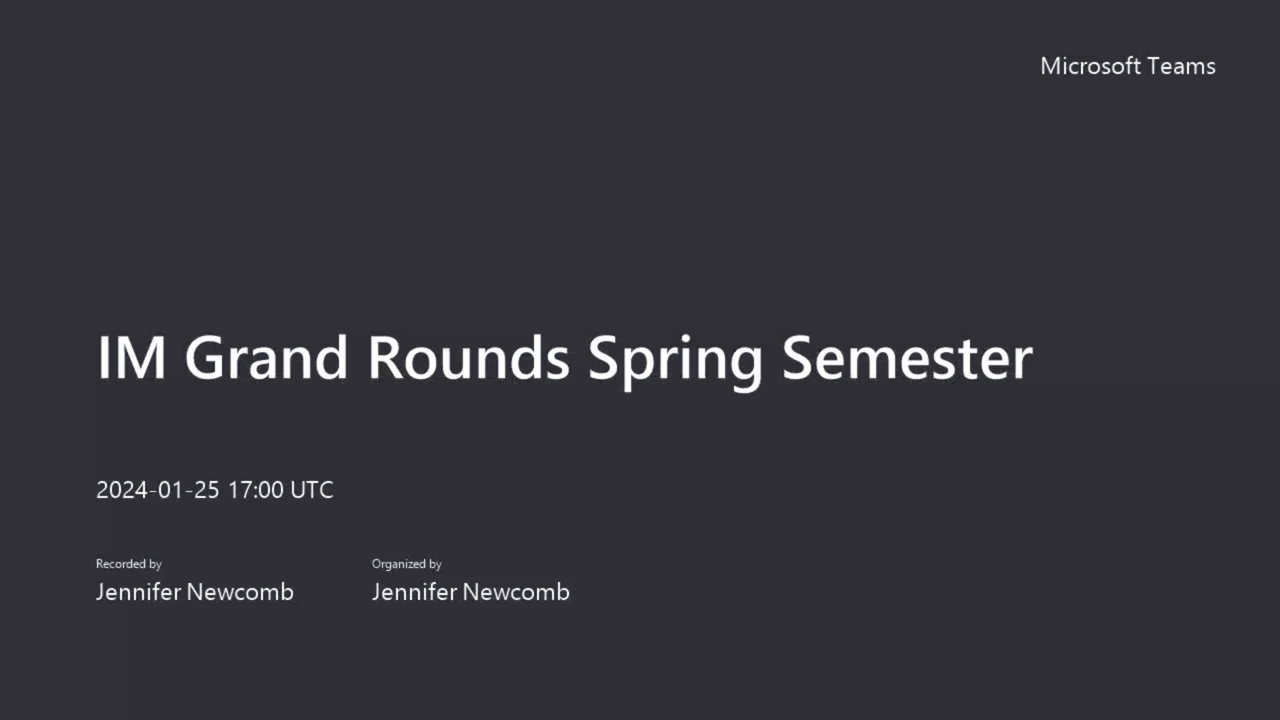 Microsoft Teams
IM Grand Rounds Spring Semester
2024-01-25 17:00 UTC
Recorded by
Jennifer Newcomb
Organized by
Jennifer Newcomb